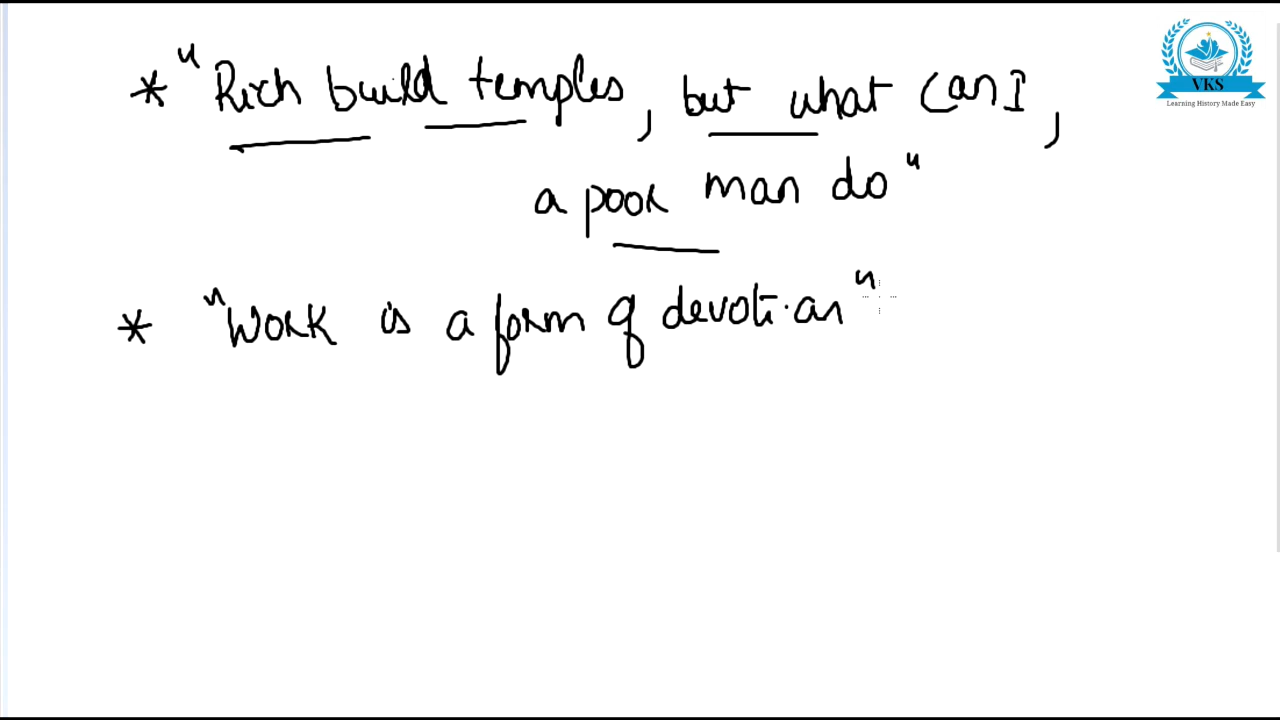 * "Rich build temples, but what can I,
a poor man do"
* "Work is a form of devotion"
VKS
Learning History Made Easy